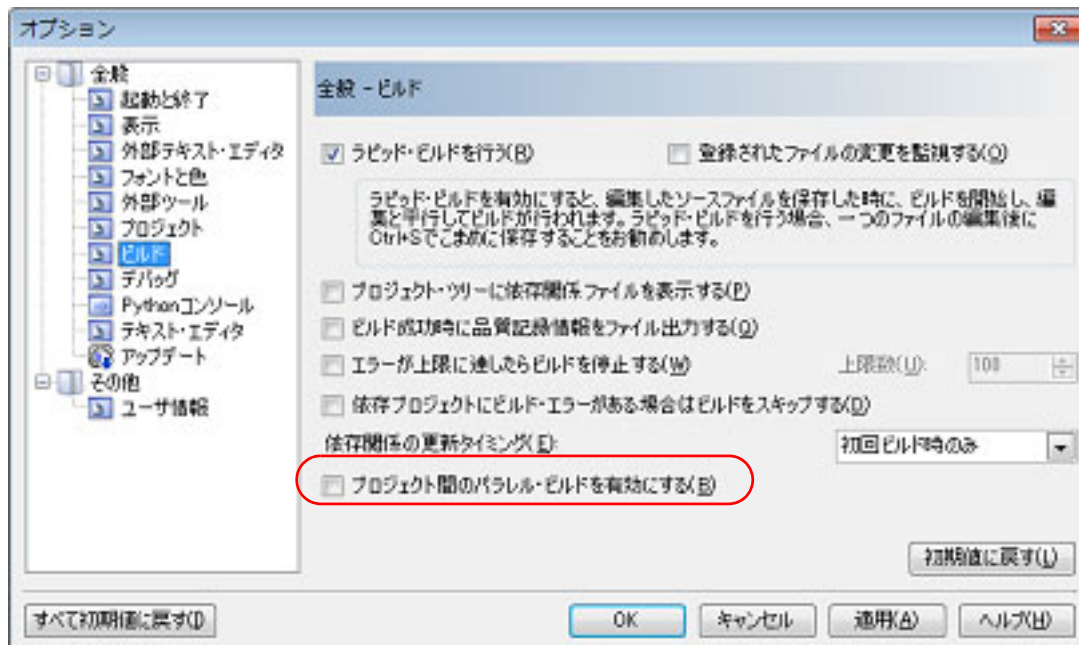 オプション
全般
起動と終了
表示
外部テキスト・エディタ
フォントと色
外部ツール
プロジェクト
ビルド
デバッグ
Pythonコンソール
テキスト・エディタ
アップデート
その他
ユーザ情報
全般 - ビルド
ラピッド・ビルドを行う(R)
登録されたファイルの変更を監視する(O)
ラピッド・ビルドを有効にすると、編集したソースファイルを保存した時に、ビルドを開始し、編
集と平行してビルドが行われます。ラピッド・ビルドを行う場合、一つのファイルの編集後に
Ctrl+Sでこまめに保存することをお勧めします。
プロジェクト・ツリーに依存関係ファイルを表示する(P)
ビルド成功時に品質記録情報をファイル出力する(Q)
エラーが上限に達したらビルドを停止する(W)
上限数(U):
100
依存プロジェクトにビルド・エラーがある場合はビルドをスキップする(D)
依存関係の更新タイミング(E):
初回ビルド時のみ
プロジェクト間のパラレル・ビルドを有効にする(B)
初期値に戻す(L)
すべて初期値に戻す(I)
OK
キャンセル
適用(A)
ヘルプ(H)